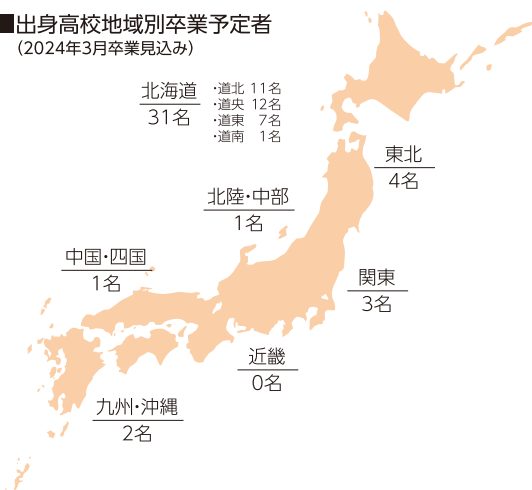 ■出身高校地域別卒業予定者
（2024年3月卒業見込み）
北海道
31名
・道北 11名
・道央 12名
・道東 7名
・道南 1名
東北
4名
北陸・中部
1名
中国・四国
1名
関東
3名
近畿
0名
九州・沖縄
2名